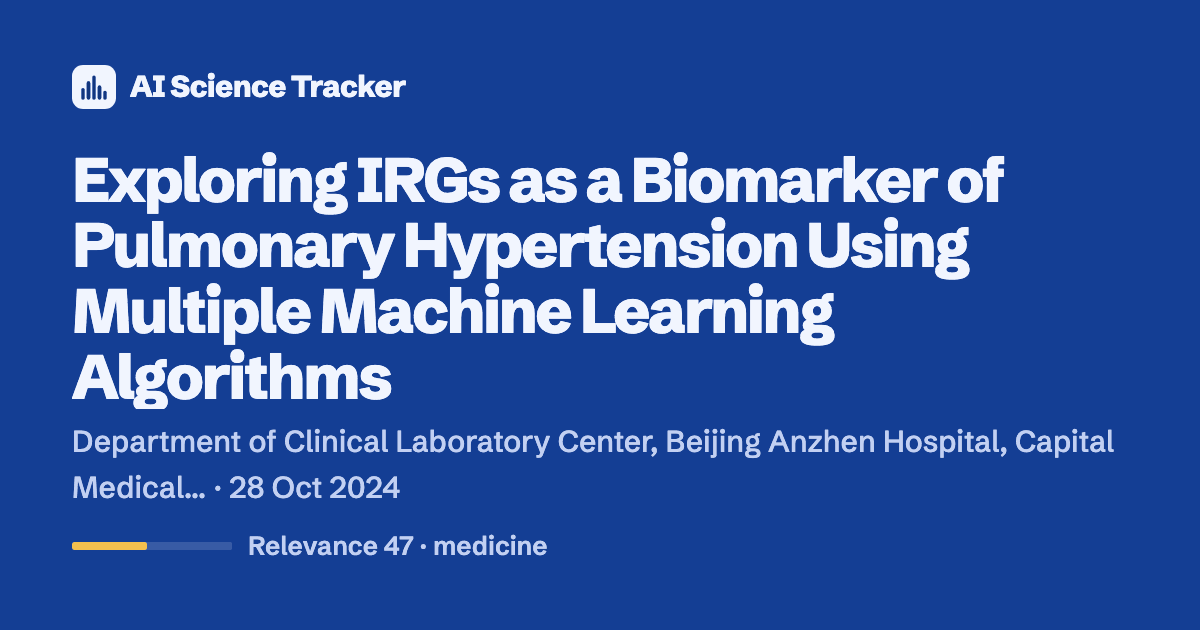 AI Science Tracker
Exploring IRGs as a Biomarker of
Pulmonary Hypertension Using
Multiple Machine Learning
Algorithms
Department of Clinical Laboratory Center, Beijing Anzhen Hospital, Capital
Medical... · 28 Oct 2024
Relevance 47 · medicine